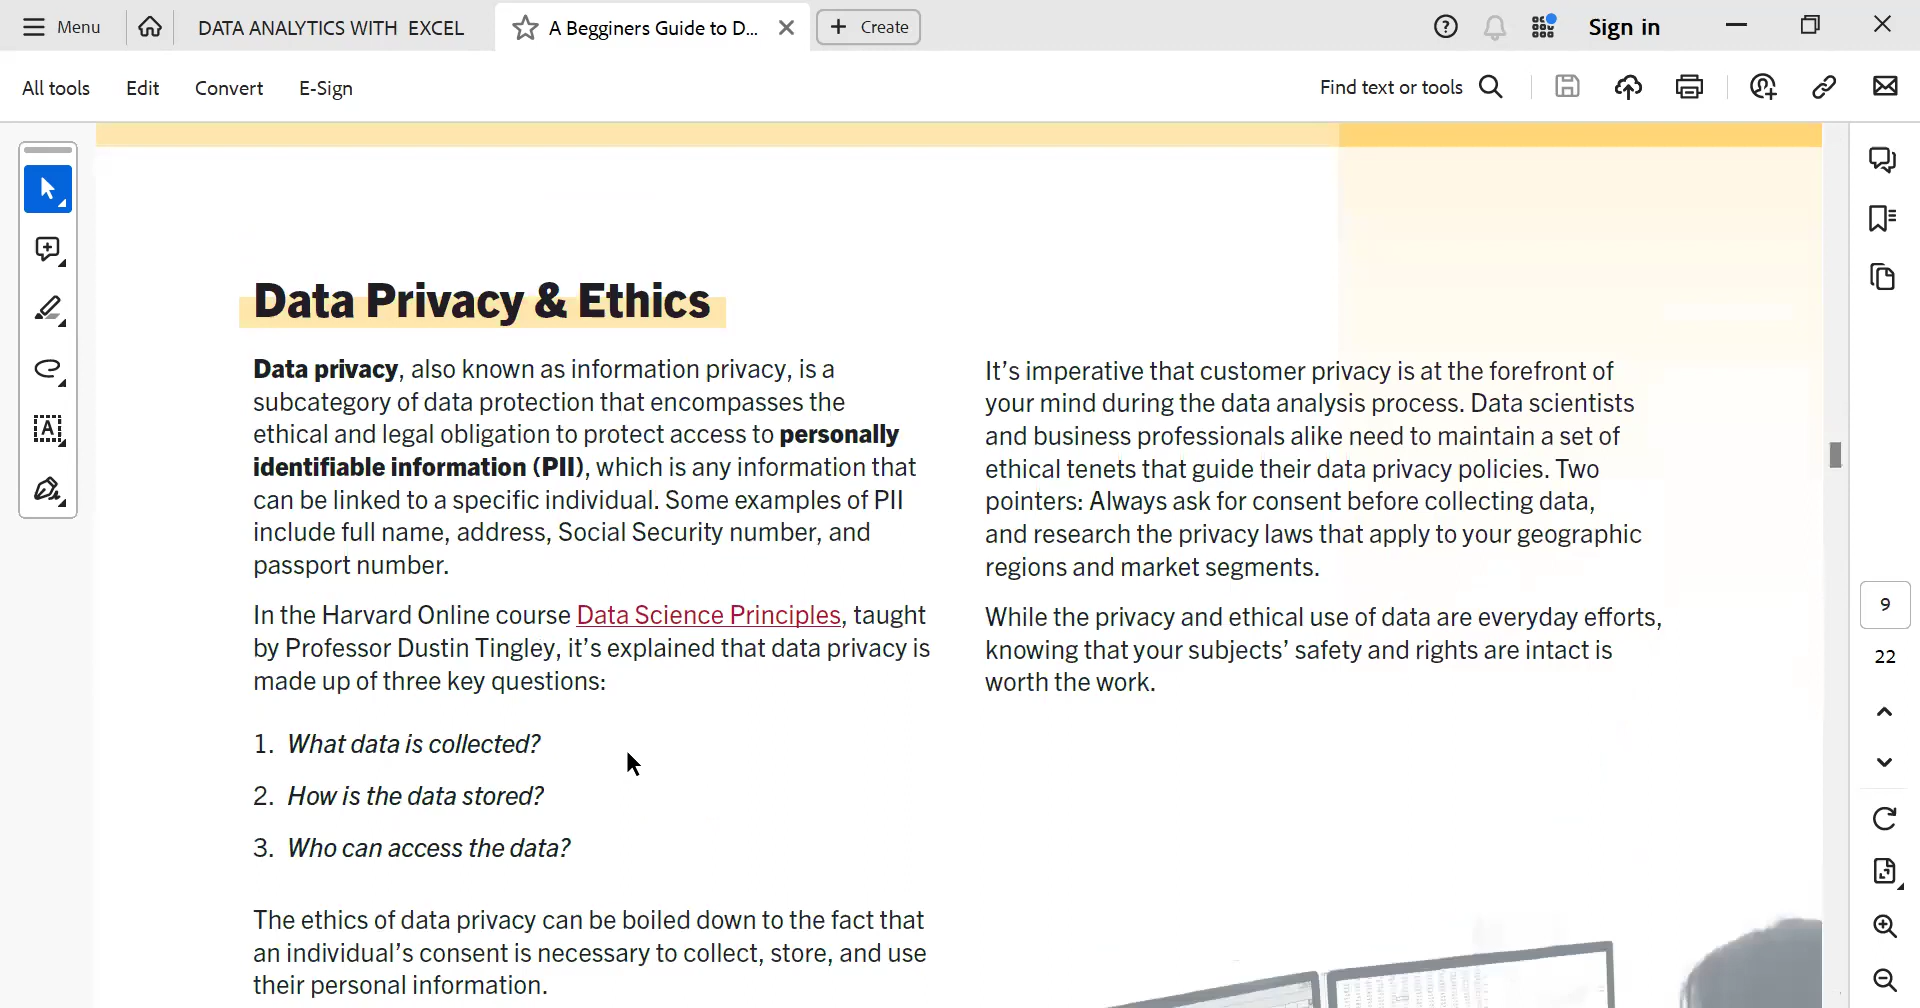 Menu
DATA ANALYTICS WITH EXCEL
A Begginers Guide to D...
Create
Sign in
All tools
Edit
Convert
E-Sign
Find text or tools
Data Privacy & Ethics
Data privacy, also known as information privacy, is a
subcategory of data protection that encompasses the
ethical and legal obligation to protect access to personally
identifiable information (PII), which is any information that
can be linked to a specific individual. Some examples of PII
include full name, address, Social Security number, and
passport number.
In the Harvard Online course Data Science Principles, taught
by Professor Dustin Tingley, it's explained that data privacy is
made up of three key questions:
1. What data is collected?
2. How is the data stored?
3. Who can access the data?
The ethics of data privacy can be boiled down to the fact that
an individual's consent is necessary to collect, store, and use
their personal information.
It's imperative that customer privacy is at the forefront of
your mind during the data analysis process. Data scientists
and business professionals alike need to maintain a set of
ethical tenets that guide their data privacy policies. Two
pointers: Always ask for consent before collecting data,
and research the privacy laws that apply to your geographic
regions and market segments.
While the privacy and ethical use of data are everyday efforts,
knowing that your subjects' safety and rights are intact is
worth the work.
9
22